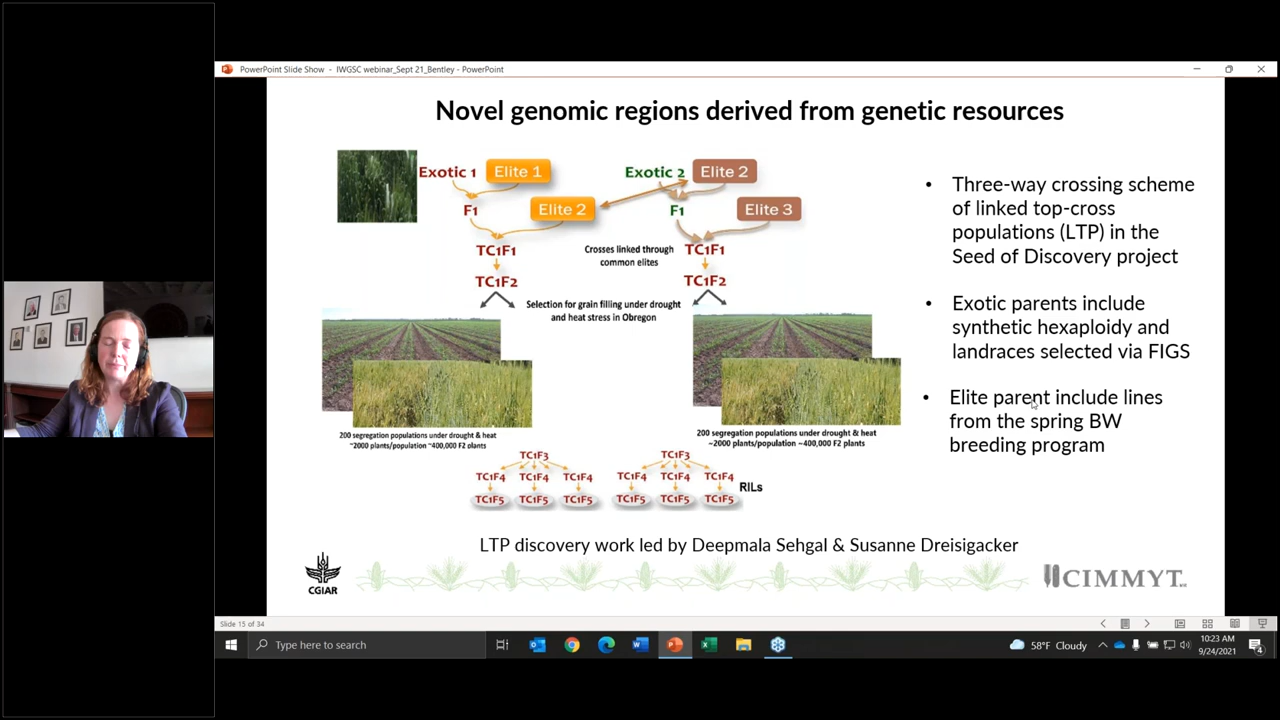 PowerPoint Slide Show - IWGSC webinar_Sept 21_Bentley - PowerPoint
Novel genomic regions derived from genetic resources
Exotic 1 Elite 1
Exotic 2 Elite 2
F1 Elite 2
F1 Elite 3
TC1F1
Crosses linked through
common elites
TC1F1
TC1F2
TC1F2
Selection for grain filling under drought
and heat stress in Obregon
200 segregation populations under drought & heat
~2000 plants/population ~400,000 F2 plants
200 segregation populations under drought & heat
~2000 plants/population ~400,000 F2 plants
TC1F3
TC1F4 TC1F4 TC1F4
TC1F5 TC1F5 TC1F5
TC1F3
TC1F4 TC1F4 TC1F4
TC1F5 TC1F5 TC1F5
RILs
• Three-way crossing scheme
of linked top-cross
populations (LTP) in the
Seed of Discovery project
• Exotic parents include
synthetic hexaploidy and
landraces selected via FIGS
• Elite parent include lines
from the spring BW
breeding program
LTP discovery work led by Deepmala Sehgal & Susanne Dreisigacker
CGIAR
CIMMYT
Slide 15 of 34
Type here to search
58°F Cloudy
10:23 AM
9/24/2021
4